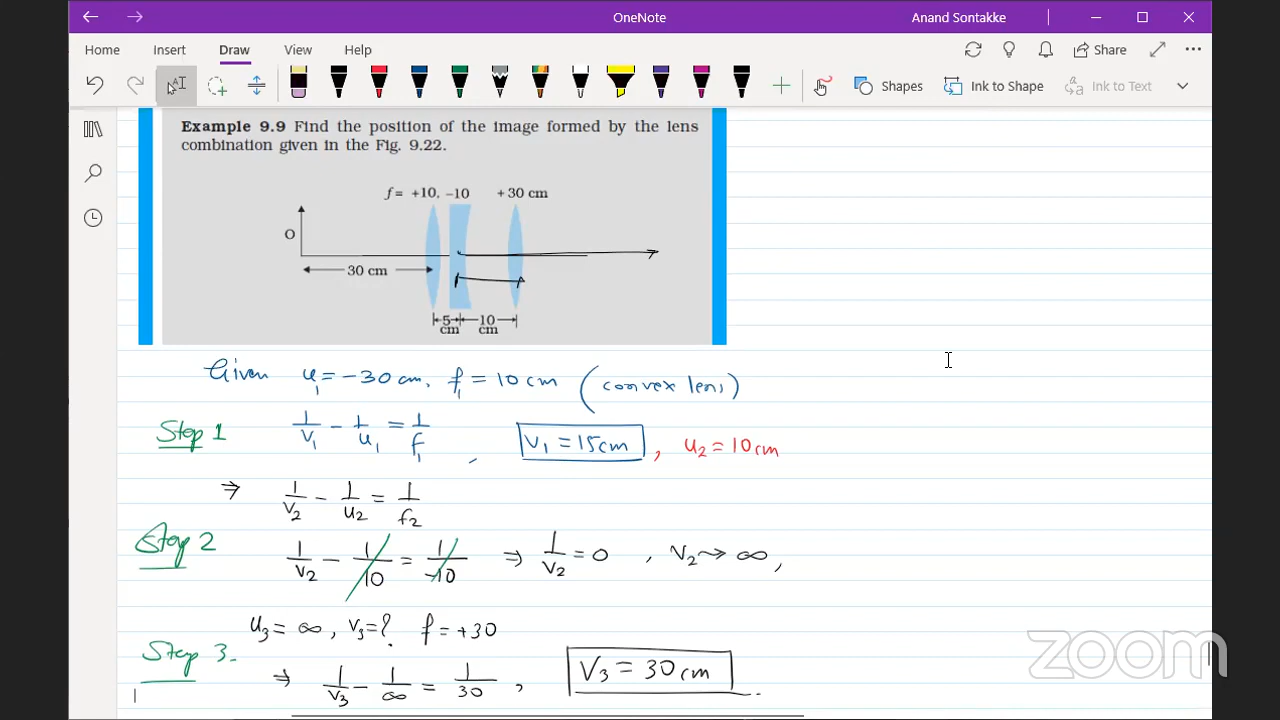 OneNote
Anand Sontakke
Home Insert Draw View Help
Share
Shapes
Ink to Shape
Ink to Text
Example 9.9 Find the position of the image formed by the lens
combination given in the Fig. 9.22.
f = +10, –10 +30 cm
O
30 cm
5 10
cm cm
Given u₁ = -30 cm, f₁ = 10 cm (convex lens)
Step 1 1/v₁ - 1/u₁ = 1/f₁ , v₁ = 15cm , u₂ = 10cm
⇒ 1/v₂ - 1/u₂ = 1/f₂
Step 2 1/v₂ - 1/10 = 1/-10 ⇒ 1/v₂ = 0 , v₂ → ∞ ,
u₃ = ∞ , v₃ = ? f = +30
Step 3. ⇒ 1/v₃ - 1/∞ = 1/30 , v₃ = 30cm
zoom